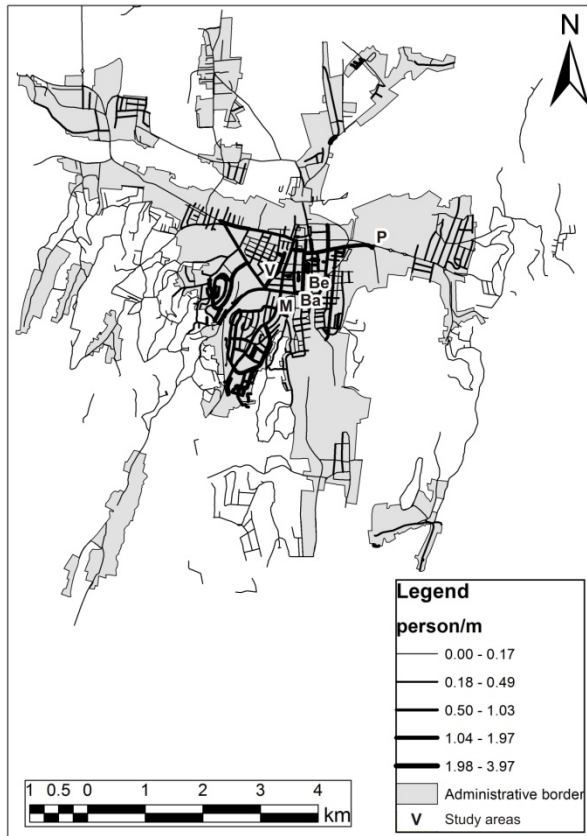 N
P
V
Be
Ba
M
Legend
person/m
0.00 - 0.17
0.18 - 0.49
0.50 - 1.03
1.04 - 1.97
1.98 - 3.97
Administrative border
V Study areas
1 0.5 0 1 2 3 4
km